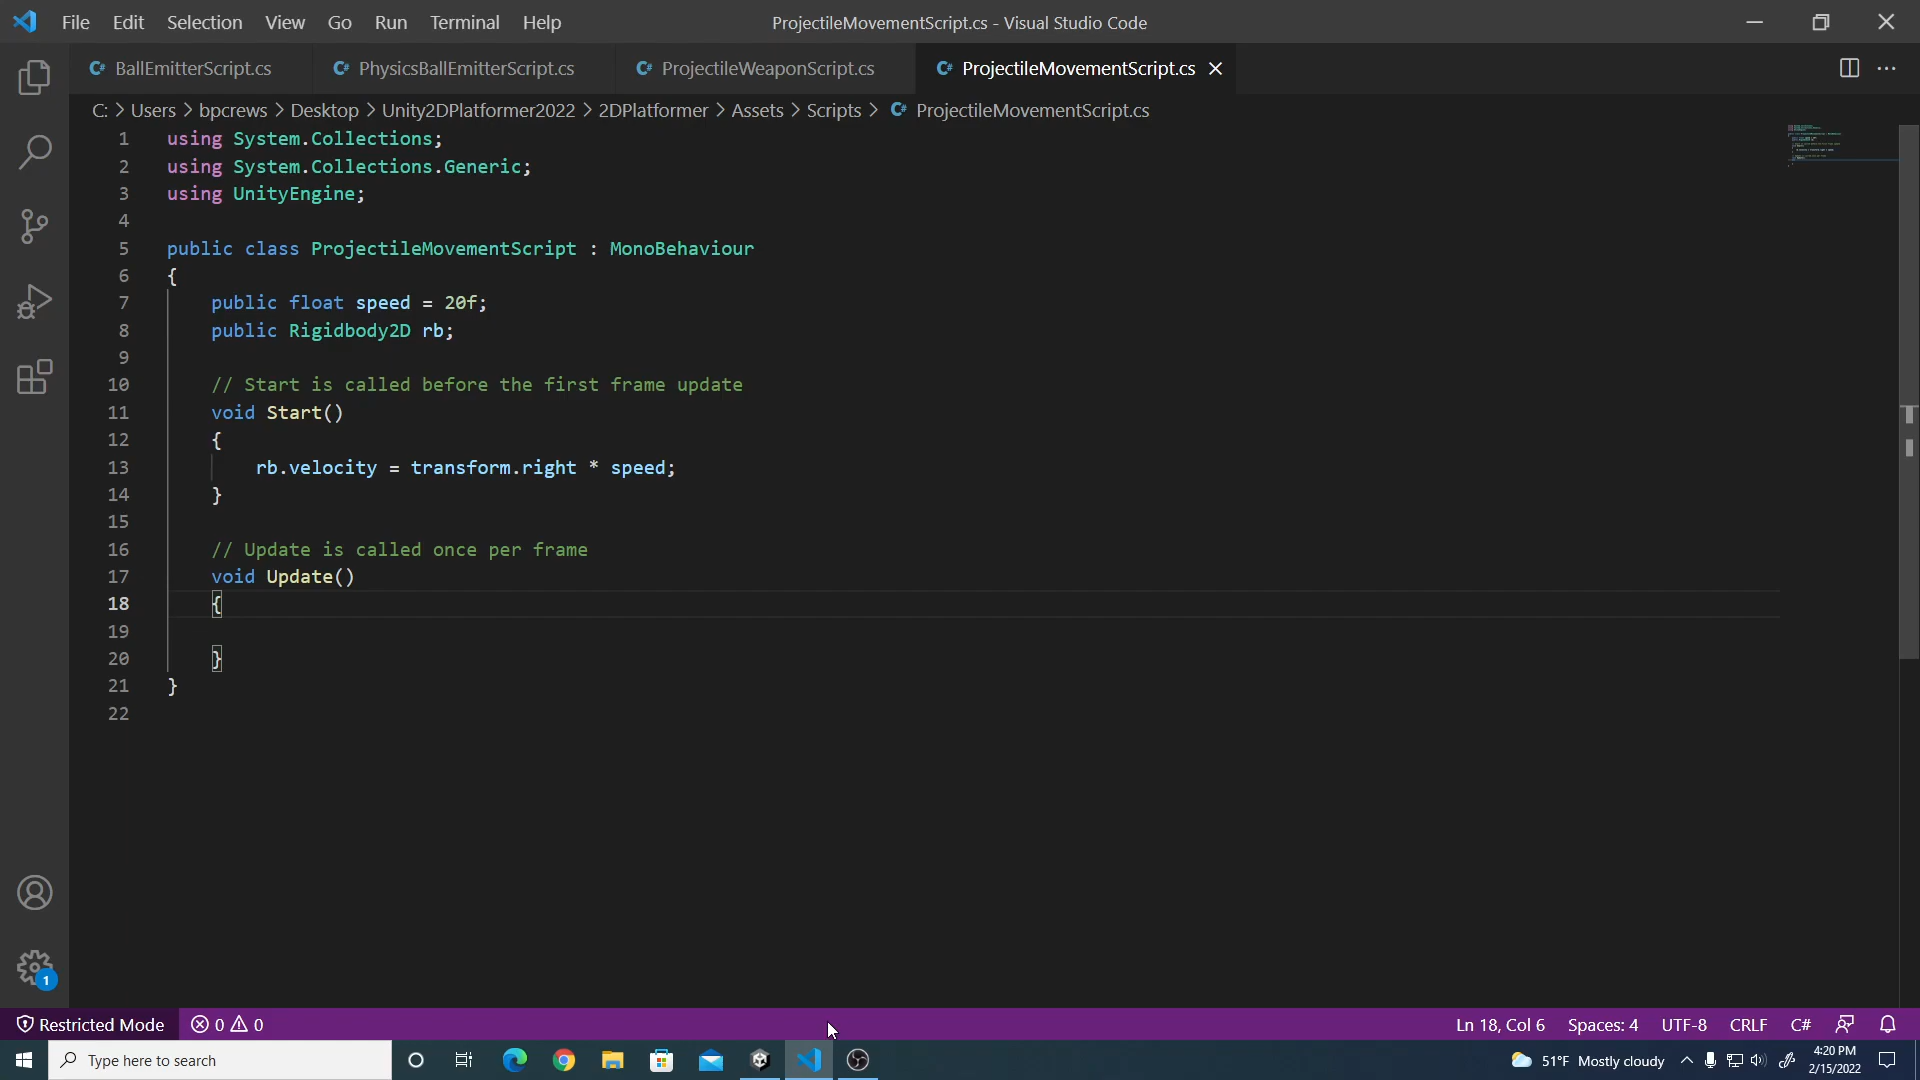 File Edit Selection View Go Run Terminal Help ProjectileMovementScript.cs - Visual Studio Code
BallEmitterScript.cs PhysicsBallEmitterScript.cs ProjectileWeaponScript.cs ProjectileMovementScript.cs
C: > Users > bpcrews > Desktop > Unity2DPlatformer2022 > 2DPlatformer > Assets > Scripts > ProjectileMovementScript.cs
1 using System.Collections;
2 using System.Collections.Generic;
3 using UnityEngine;
4
5 public class ProjectileMovementScript : MonoBehaviour
6 {
7 public float speed = 20f;
8 public Rigidbody2D rb;
9
10 // Start is called before the first frame update
11 void Start()
12 {
13 rb.velocity = transform.right * speed;
14 }
15
16 // Update is called once per frame
17 void Update()
18 {
19
20 }
21 }
22
1
Restricted Mode 0 0 Ln 18, Col 6 Spaces: 4 UTF-8 CRLF C#
Type here to search 51°F Mostly cloudy 4:20 PM
2/15/2022